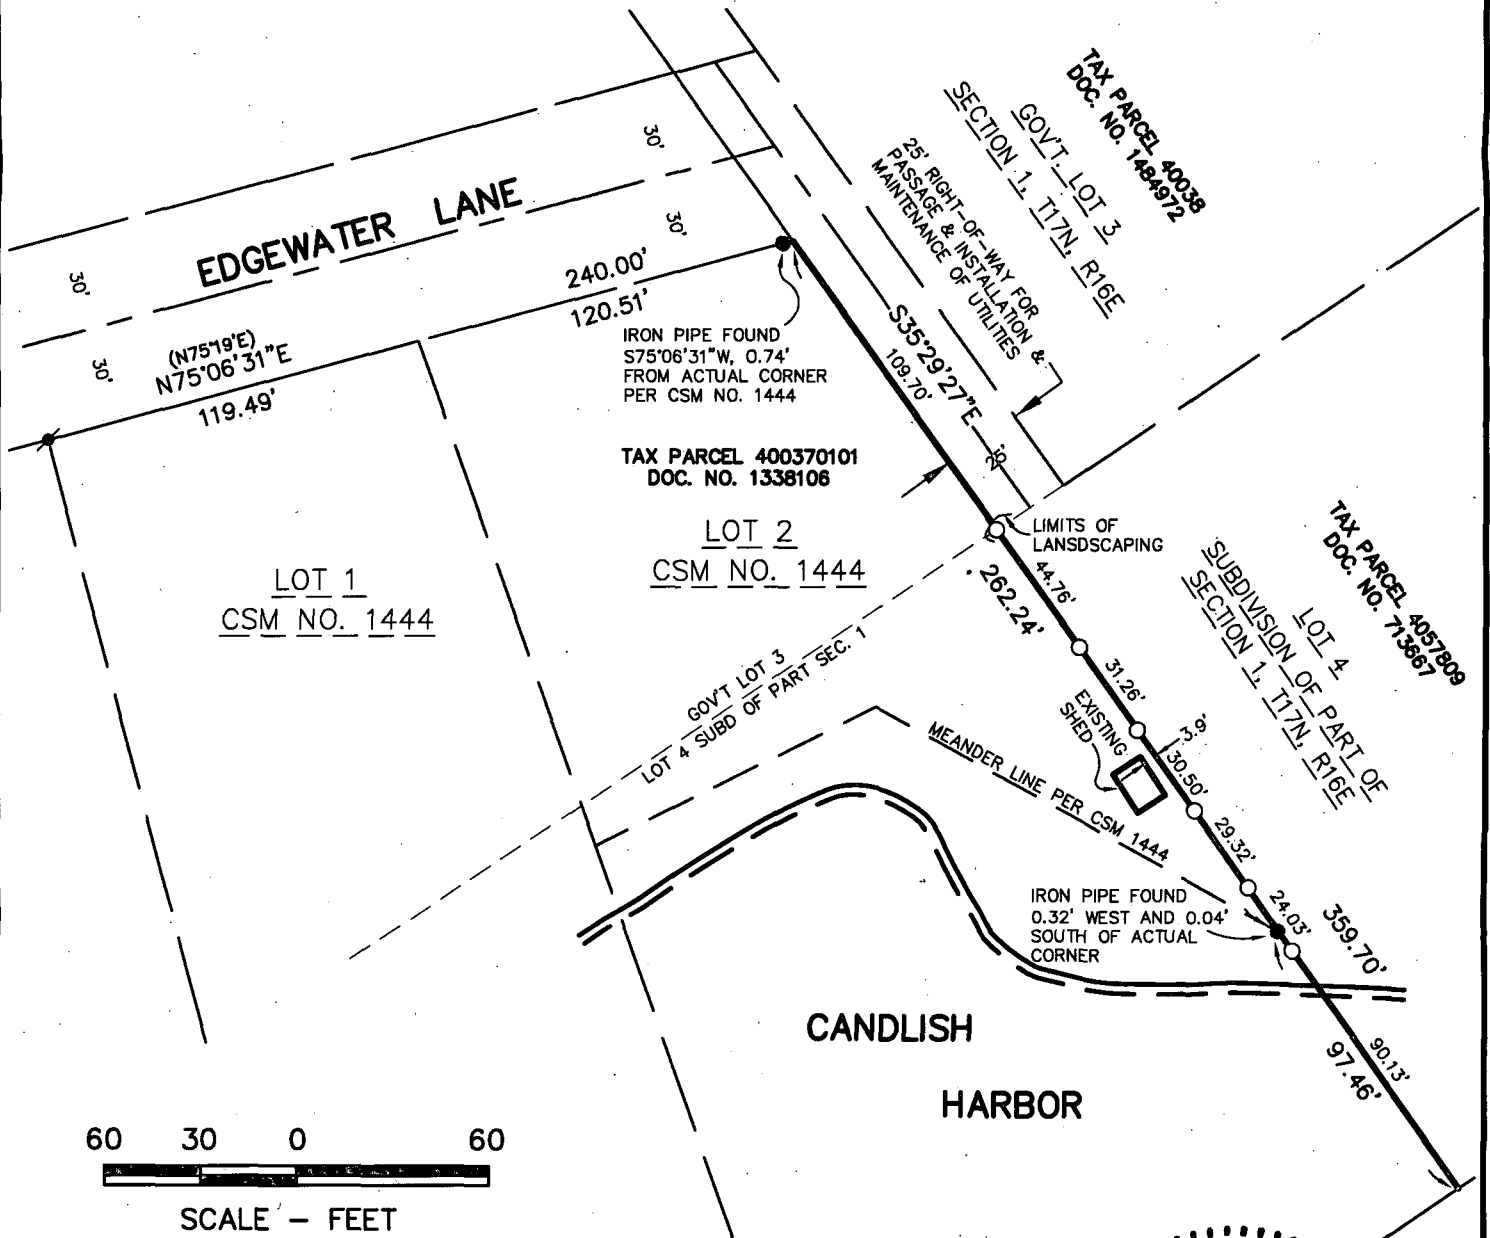 TAX PARCEL 40038
DOC. NO. 1484972
GOV'T. LOT 3
SECTION 1, T17N, R16E
25' RIGHT-OF-WAY FOR
PASSAGE & INSTALLATION &
MAINTENANCE OF UTILITIES
30'
30'
EDGEWATER LANE
30'
30'
240.00'
120.51'
(N75°19'E)
N75°06'31"E
119.49'
IRON PIPE FOUND
S75°06'31"W, 0.74'
FROM ACTUAL CORNER
PER CSM NO. 1444
S35°29'27"E
109.70'
25'
TAX PARCEL 400370101
DOC. NO. 1338106
LOT 2
CSM NO. 1444
LOT 1
CSM NO. 1444
LIMITS OF
LANSDSCAPING
44.76'
262.24'
TAX PARCEL 4057809
DOC. NO. 713667
LOT 4
SUBDIVISION OF PART OF
SECTION 1, T17N, R16E
GOV'T LOT 3
LOT 4 SUBD OF PART SEC. 1
31.26'
EXISTING
SHED
3.9'
30.50'
MEANDER LINE PER CSM 1444
29.32'
IRON PIPE FOUND
0.32' WEST AND 0.04'
SOUTH OF ACTUAL
CORNER
24.03'
359.70'
CANDLISH
HARBOR
90.13'
97.46'
60 30 0 60
SCALE - FEET